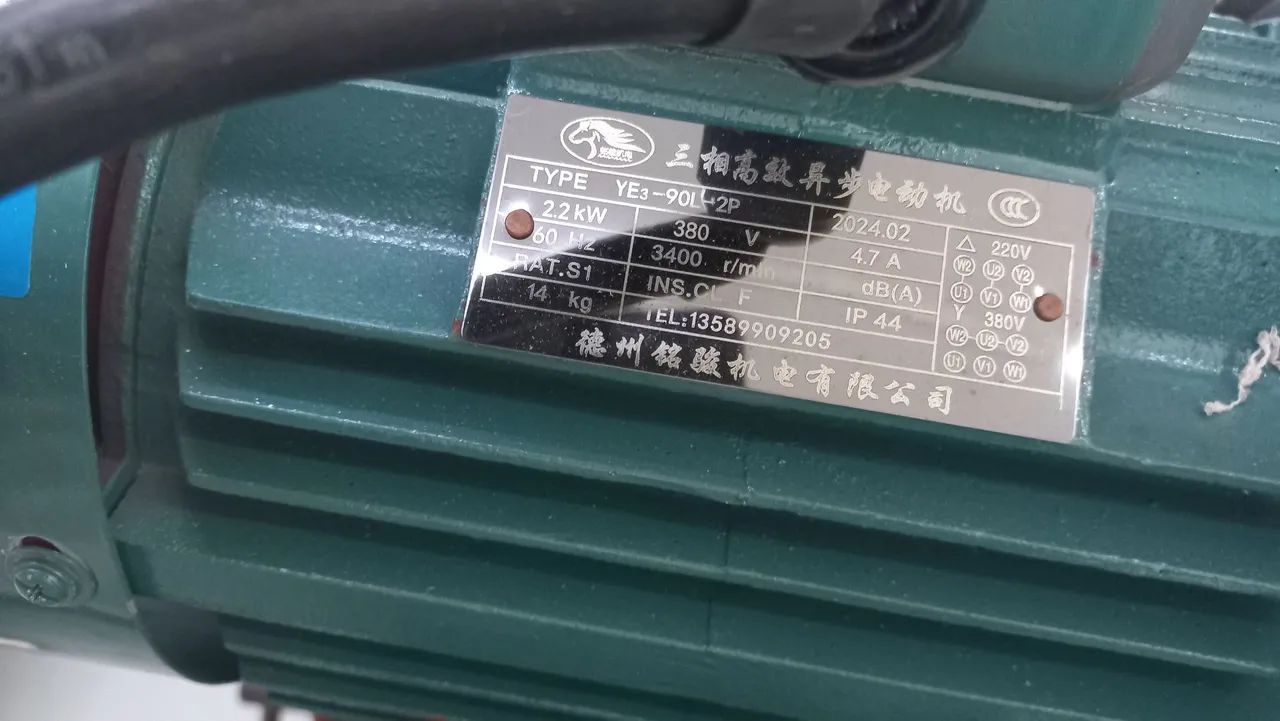 三相高效异步电动机 CCC
TYPE YE3-90L-2P 2024.02
2.2kW 380 V 4.7 A
60 Hz 3400 r/min dB(A)
RAT.S1 INS.CL F IP 44
14 kg TEL:13589909205
△ 220V
W2 U2 V2
U1 V1 W1
Y 380V
W2-U2-V2
U1 V1 W1
德州铭骏机电有限公司